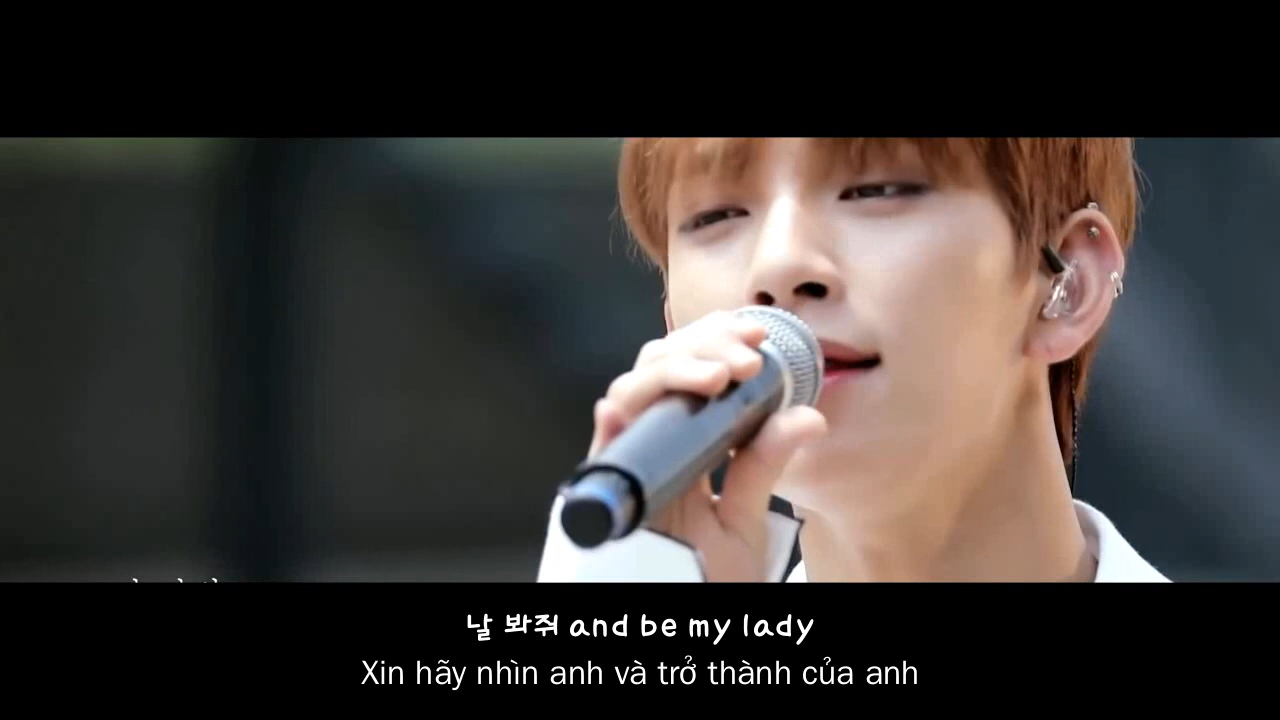 날 봐줘 and be my lady
Xin hãy nhìn anh và trở thành của anh